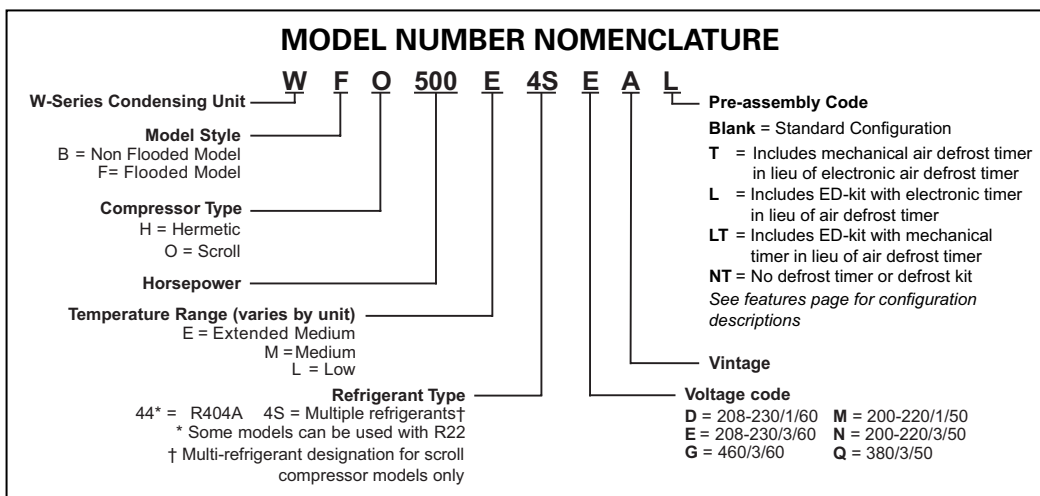 MODEL NUMBER NOMENCLATURE
W F O 500 E 4S E A L
W-Series Condensing Unit
Model Style
B = Non Flooded Model
F= Flooded Model
Compressor Type
H = Hermetic
O = Scroll
Horsepower
Temperature Range (varies by unit)
E = Extended Medium
M =Medium
L = Low
Refrigerant Type
44* = R404A 4S = Multiple refrigerants†
* Some models can be used with R22
† Multi-refrigerant designation for scroll
compressor models only
Pre-assembly Code
Blank = Standard Configuration
T = Includes mechanical air defrost timer
in lieu of electronic air defrost timer
L = Includes ED-kit with electronic timer
in lieu of air defrost timer
LT = Includes ED-kit with mechanical
timer in lieu of air defrost timer
NT = No defrost timer or defrost kit
See features page for configuration
descriptions
Vintage
Voltage code
D = 208-230/1/60 M = 200-220/1/50
E = 208-230/3/60 N = 200-220/3/50
G = 460/3/60 Q = 380/3/50